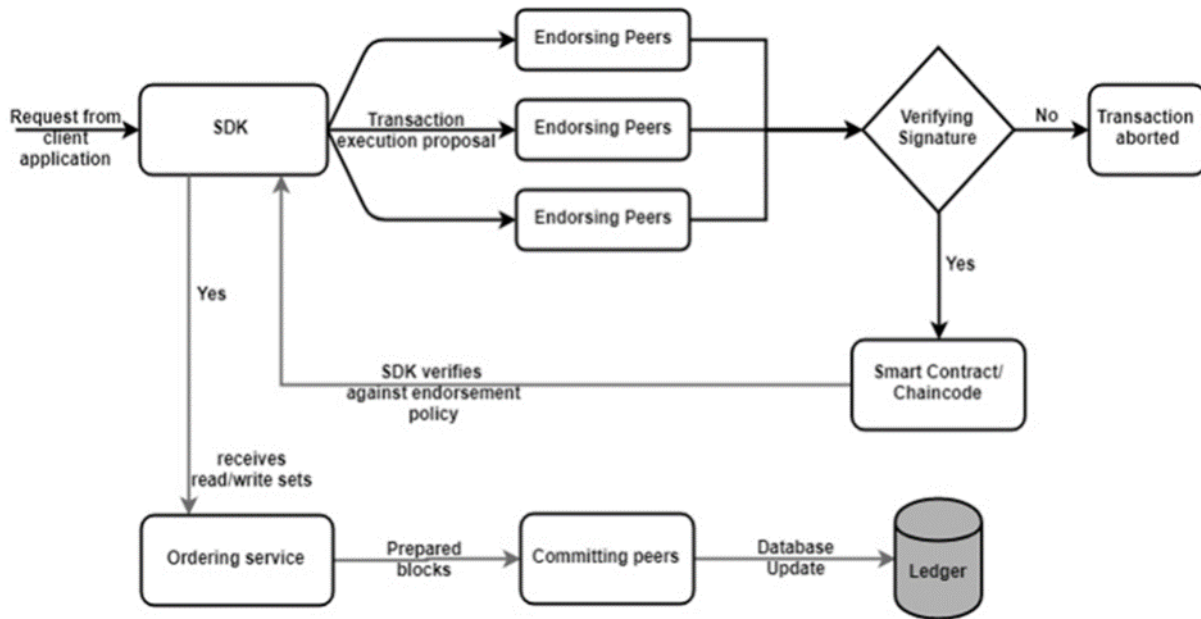 Endorsing Peers
Request from
client
application
SDK
Transaction
execution proposal
Endorsing Peers
Verifying
Signature
No
Transaction
aborted
Endorsing Peers
Yes
Yes
SDK verifies
against endorsement
policy
Smart Contract/
Chaincode
receives
read/write sets
Ordering service
Prepared
blocks
Committing peers
Database
Update
Ledger